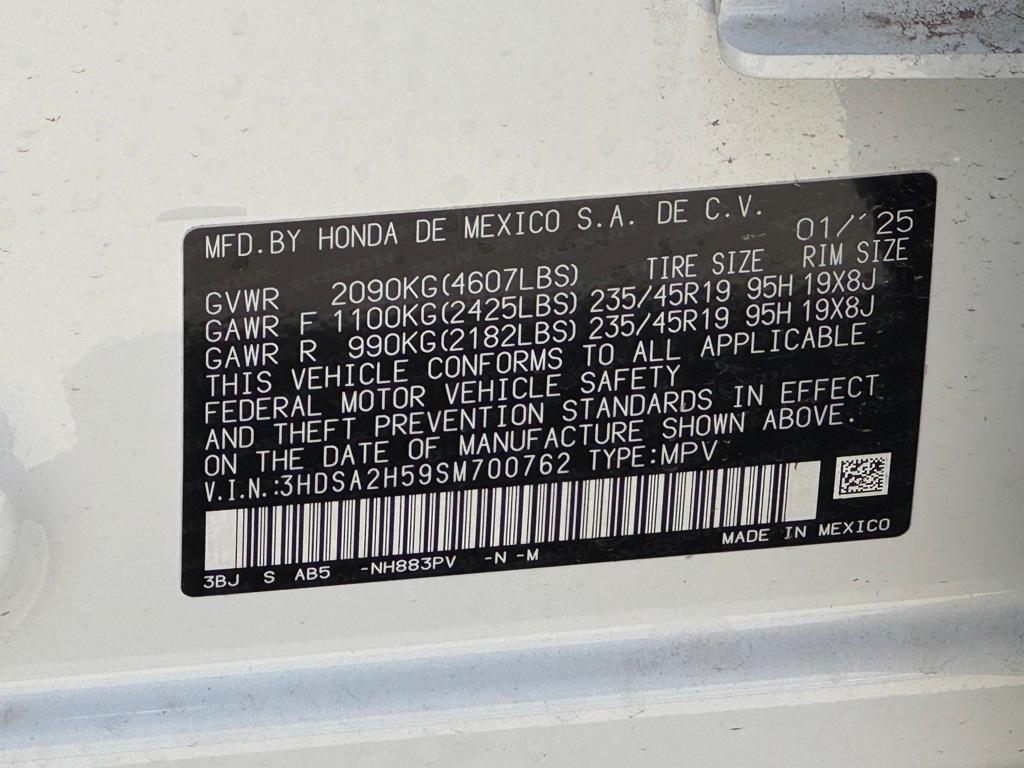 MFD.BY HONDA DE MEXICO S.A. DE C.V. 01/'25
TIRE SIZE RIM SIZE
GVWR 2090KG(4607LBS)
GAWR F 1100KG(2425LBS) 235/45R19 95H 19X8J
GAWR R 990KG(2182LBS) 235/45R19 95H 19X8J
THIS VEHICLE CONFORMS TO ALL APPLICABLE
FEDERAL MOTOR VEHICLE SAFETY
AND THEFT PREVENTION STANDARDS IN EFFECT
ON THE DATE OF MANUFACTURE SHOWN ABOVE.
V.I.N.:3HDSA2H59SM700762 TYPE:MPV
3BJ S AB5 -NH883PV -N -M MADE IN MEXICO